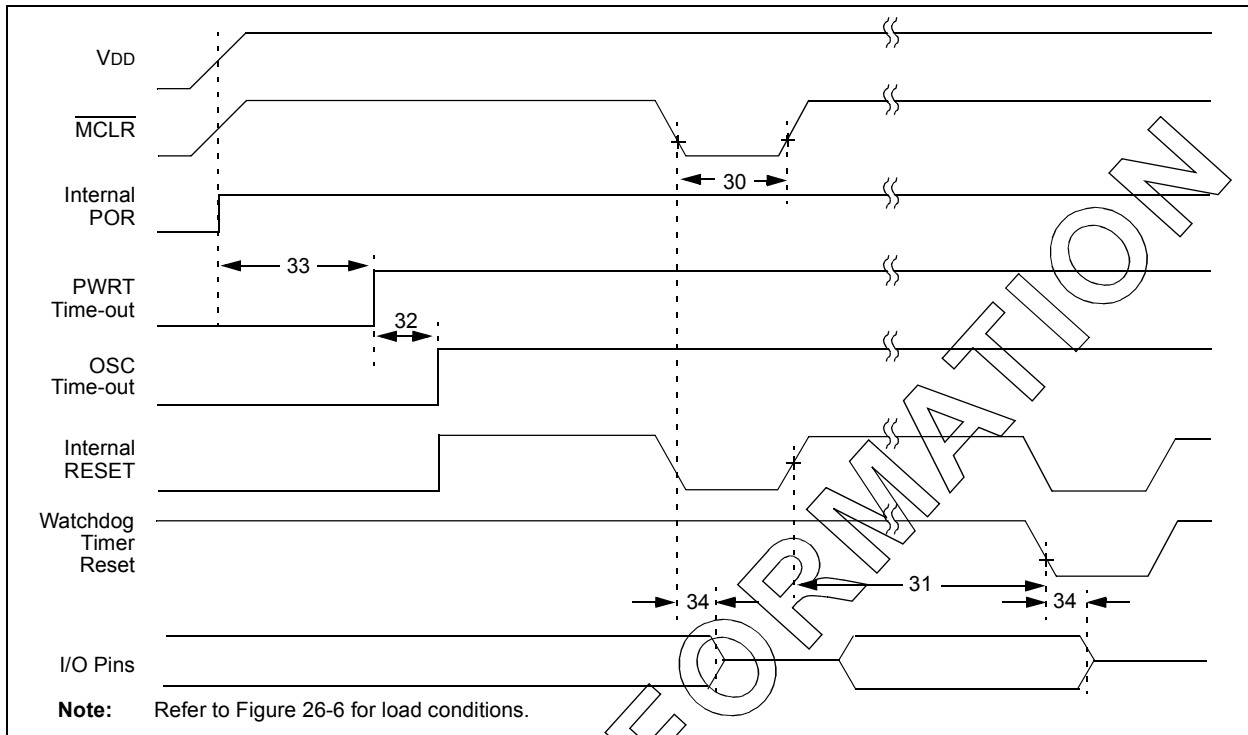 VDD
MCLR
30
Internal
POR
33
PWRT
Time-out
32
OSC
Time-out
Internal
RESET
Watchdog
Timer
Reset
31
34
34
I/O Pins
Note: Refer to Figure 26-6 for load conditions.